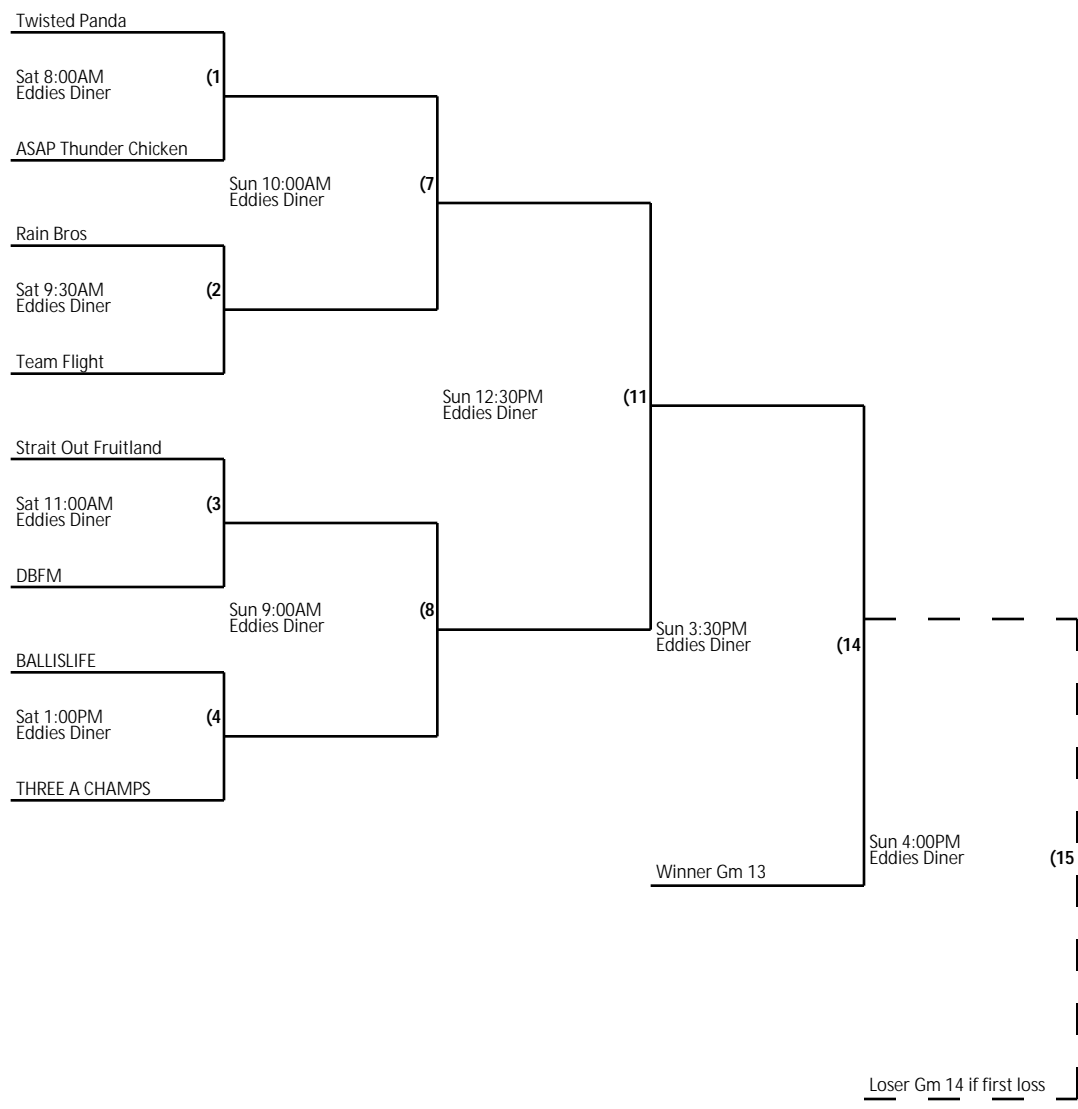 Twisted Panda
Sat 8:00AM
Eddies Diner
(1
ASAP Thunder Chicken
Sun 10:00AM
Eddies Diner
(7
Rain Bros
Sat 9:30AM
Eddies Diner
(2
Team Flight
Sun 12:30PM
Eddies Diner
(11
Strait Out Fruitland
Sat 11:00AM
Eddies Diner
(3
DBFM
Sun 9:00AM
Eddies Diner
(8
Sun 3:30PM
Eddies Diner
(14
BALLISLIFE
Sat 1:00PM
Eddies Diner
(4
THREE A CHAMPS
Sun 4:00PM
Eddies Diner
(15
Winner Gm 13
Loser Gm 14 if first loss